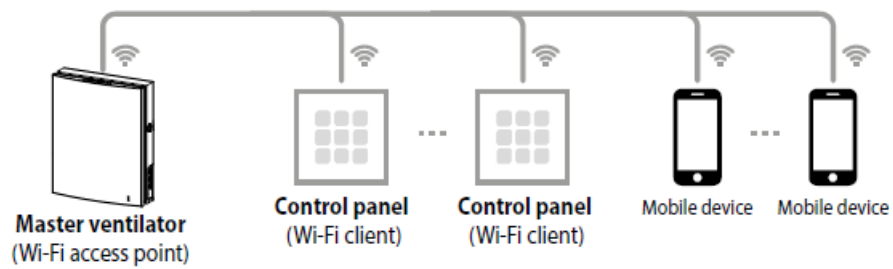 Master ventilator
(Wi-Fi access point)
Control panel
(Wi-Fi client)
Control panel
(Wi-Fi client)
Mobile device
Mobile device